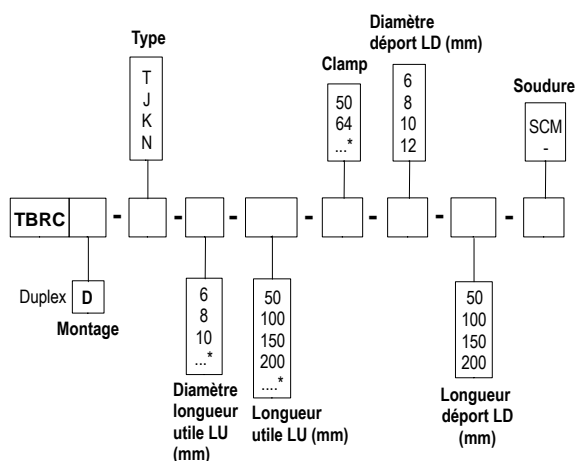 Type
T
J
K
N
Clamp
50
64
...*
Diamètre
déport LD (mm)
6
8
10
12
Soudure
SCM
-
TBRC - - - - - - -
Duplex D
Montage
6
8
10
...*
Diamètre
longueur
utile LU
(mm)
50
100
150
200
....*
Longueur
utile LU (mm)
50
100
150
200
Longueur
déport LD
(mm)